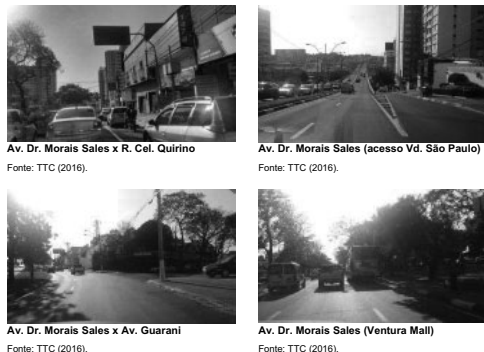 Av. Dr. Morais Sales x R. Cel. Quirino
Fonte: TTC (2016).
Av. Dr. Morais Sales (acesso Vd. São Paulo)
Fonte: TTC (2016).
Av. Dr. Morais Sales x Av. Guarani
Fonte: TTC (2016).
Av. Dr. Morais Sales (Ventura Mall)
Fonte: TTC (2016).